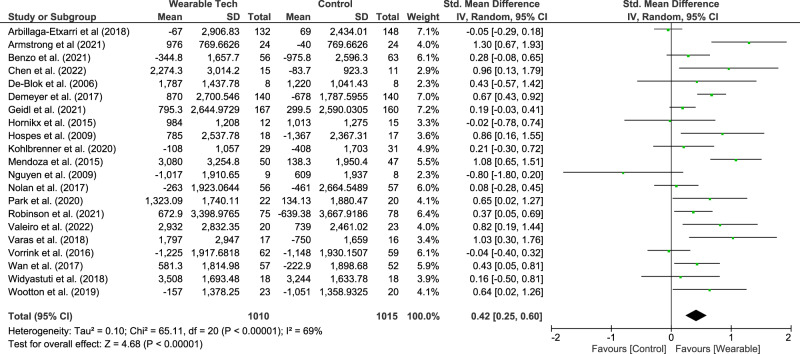 Wearable Tech Control Std. Mean Difference Std. Mean Difference
Study or Subgroup Mean SD Total Mean SD Total Weight IV, Random, 95% CI IV, Random, 95% CI
Arbillaga-Etxarri et al. (2018) -67 2,906.83 132 69 2,434.01 148 7.1% -0.05 (-0.29, 0.18)
Armstrong et al. (2021) 976 769.6626 24 -40 769.6626 24 4.1% 1.30 (0.67, 1.93)
Benzo et al. (2021) -344.8 1,657.7 56 -975.8 2,596.3 63 6.1% 0.28 (-0.08, 0.65)
Chen et al. (2022) 2,274.3 3,014.2 15 -83.7 923.3 11 2.9% 0.96 (0.13, 1.79)
De-Blok et al. (2006) 1,787 1,437.78 8 1,220 1,041.43 8 2.3% 0.43 (-0.57, 1.42)
Demeyer et al. (2017) 870 2,700.546 140 -678 1,787.5955 140 7.0% 0.67 (0.43, 0.92)
Geidl et al. (2021) 795.3 2,644.9729 167 299.5 2,590.0305 160 7.3% 0.19 (-0.03, 0.41)
Hornikx et al. (2015) 984 1,208 12 1,013 1,275 15 3.2% -0.02 (-0.78, 0.74)
Hospes et al. (2009) 785 2,537.78 18 -1,367 2,367.31 17 3.7% 0.86 (0.16, 1.55)
Kohlbrenner et al. (2020) -108 1,057 29 -408 1,703 31 4.9% 0.21 (-0.30, 0.72)
Mendoza et al. (2015) 3,080 3,254.8 50 138.3 1,950.4 47 5.5% 1.08 (0.65, 1.51)
Nguyen et al. (2009) -1,017 1,910.65 9 609 1,937 8 2.3% -0.80 (-1.80, 0.20)
Nolan et al. (2017) -263 1,923.0644 56 -461 2,664.5489 57 6.1% 0.08 (-0.28, 0.45)
Park et al. (2020) 1,323.09 1,740.11 22 134.13 1,880.47 20 4.1% 0.65 (0.02, 1.27)
Robinson et al. (2021) 672.9 3,398.9765 75 -639.38 3,667.9186 78 6.4% 0.37 (0.05, 0.69)
Valeiro et al. (2022) 2,932 2,832.35 20 739 2,461.02 23 4.1% 0.82 (0.19, 1.44)
Varas et al. (2018) 1,797 2,947 17 -750 1,659 16 3.4% 1.03 (0.30, 1.76)
Vorrink et al. (2016) -1,225 1,917.6818 62 -1,148 1,930.1507 59 6.1% -0.04 (-0.40, 0.32)
Wan et al. (2017) 581.3 1,814.98 57 -222.9 1,898.68 52 5.9% 0.43 (0.05, 0.81)
Widyastuti et al. (2018) 3,508 1,693.48 18 3,244 1,633.78 18 3.8% 0.16 (-0.50, 0.81)
Wootton et al. (2019) -157 1,378.25 23 -1,051 1,358.9325 20 4.1% 0.64 (0.02, 1.26)
Total (95% CI) 1010 1015 100.0% 0.42 (0.25, 0.60)
Heterogeneity: Tau² = 0.10; Chi² = 65.11, df = 20 (P < 0.00001); I² = 69%
Test for overall effect: Z = 4.68 (P < 0.00001)
-2 -1 0 1 2
Favours [Control] Favours [Wearable]